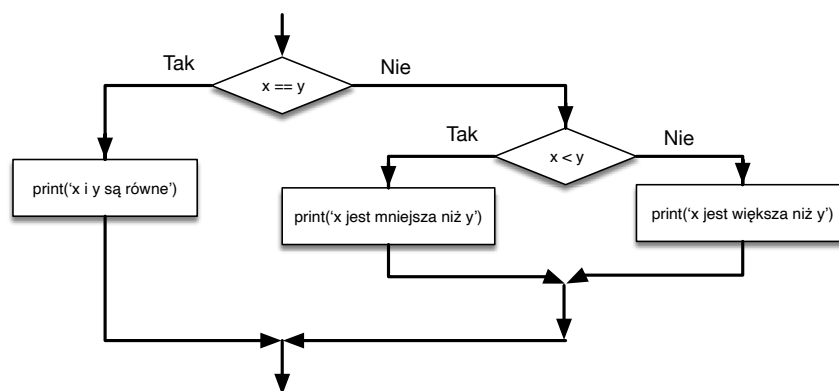 Tak
Nie
x == y
Tak
Nie
x < y
print(‘x i y są równe’)
print(‘x jest mniejsza niż y’)
print(‘x jest większa niż y’)